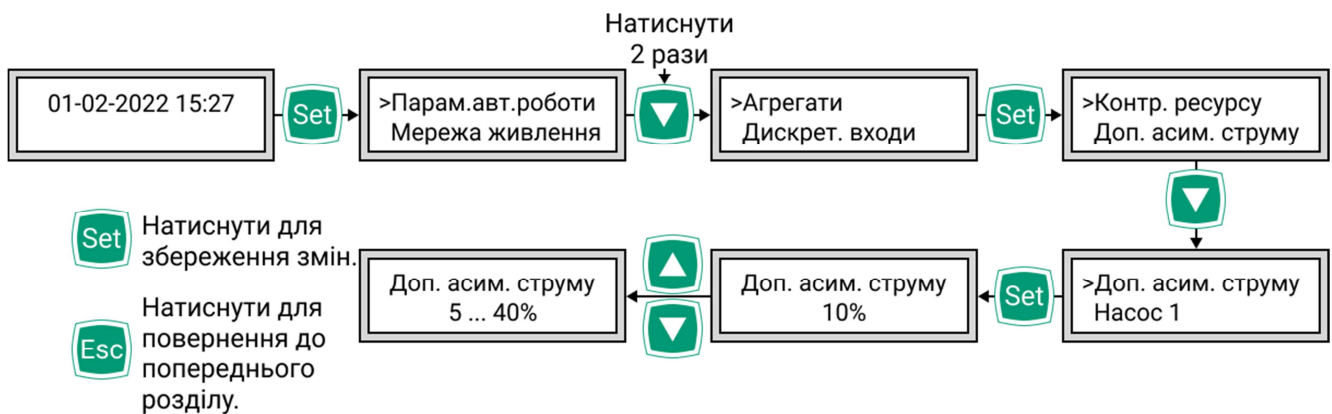 Натиснути
2 рази
01-02-2022 15:27
Set
>Парам.авт.роботи
Мережа живлення
>Агрегати
Дискрет. входи
Set
>Контр. ресурсу
Доп. асим. струму
Set
Натиснути для
збереження змін.
Esc
Натиснути для
повернення до
попереднього
розділу.
Доп. асим. струму
5 ... 40%
Доп. асим. струму
10%
Set
>Доп. асим. струму
Насос 1